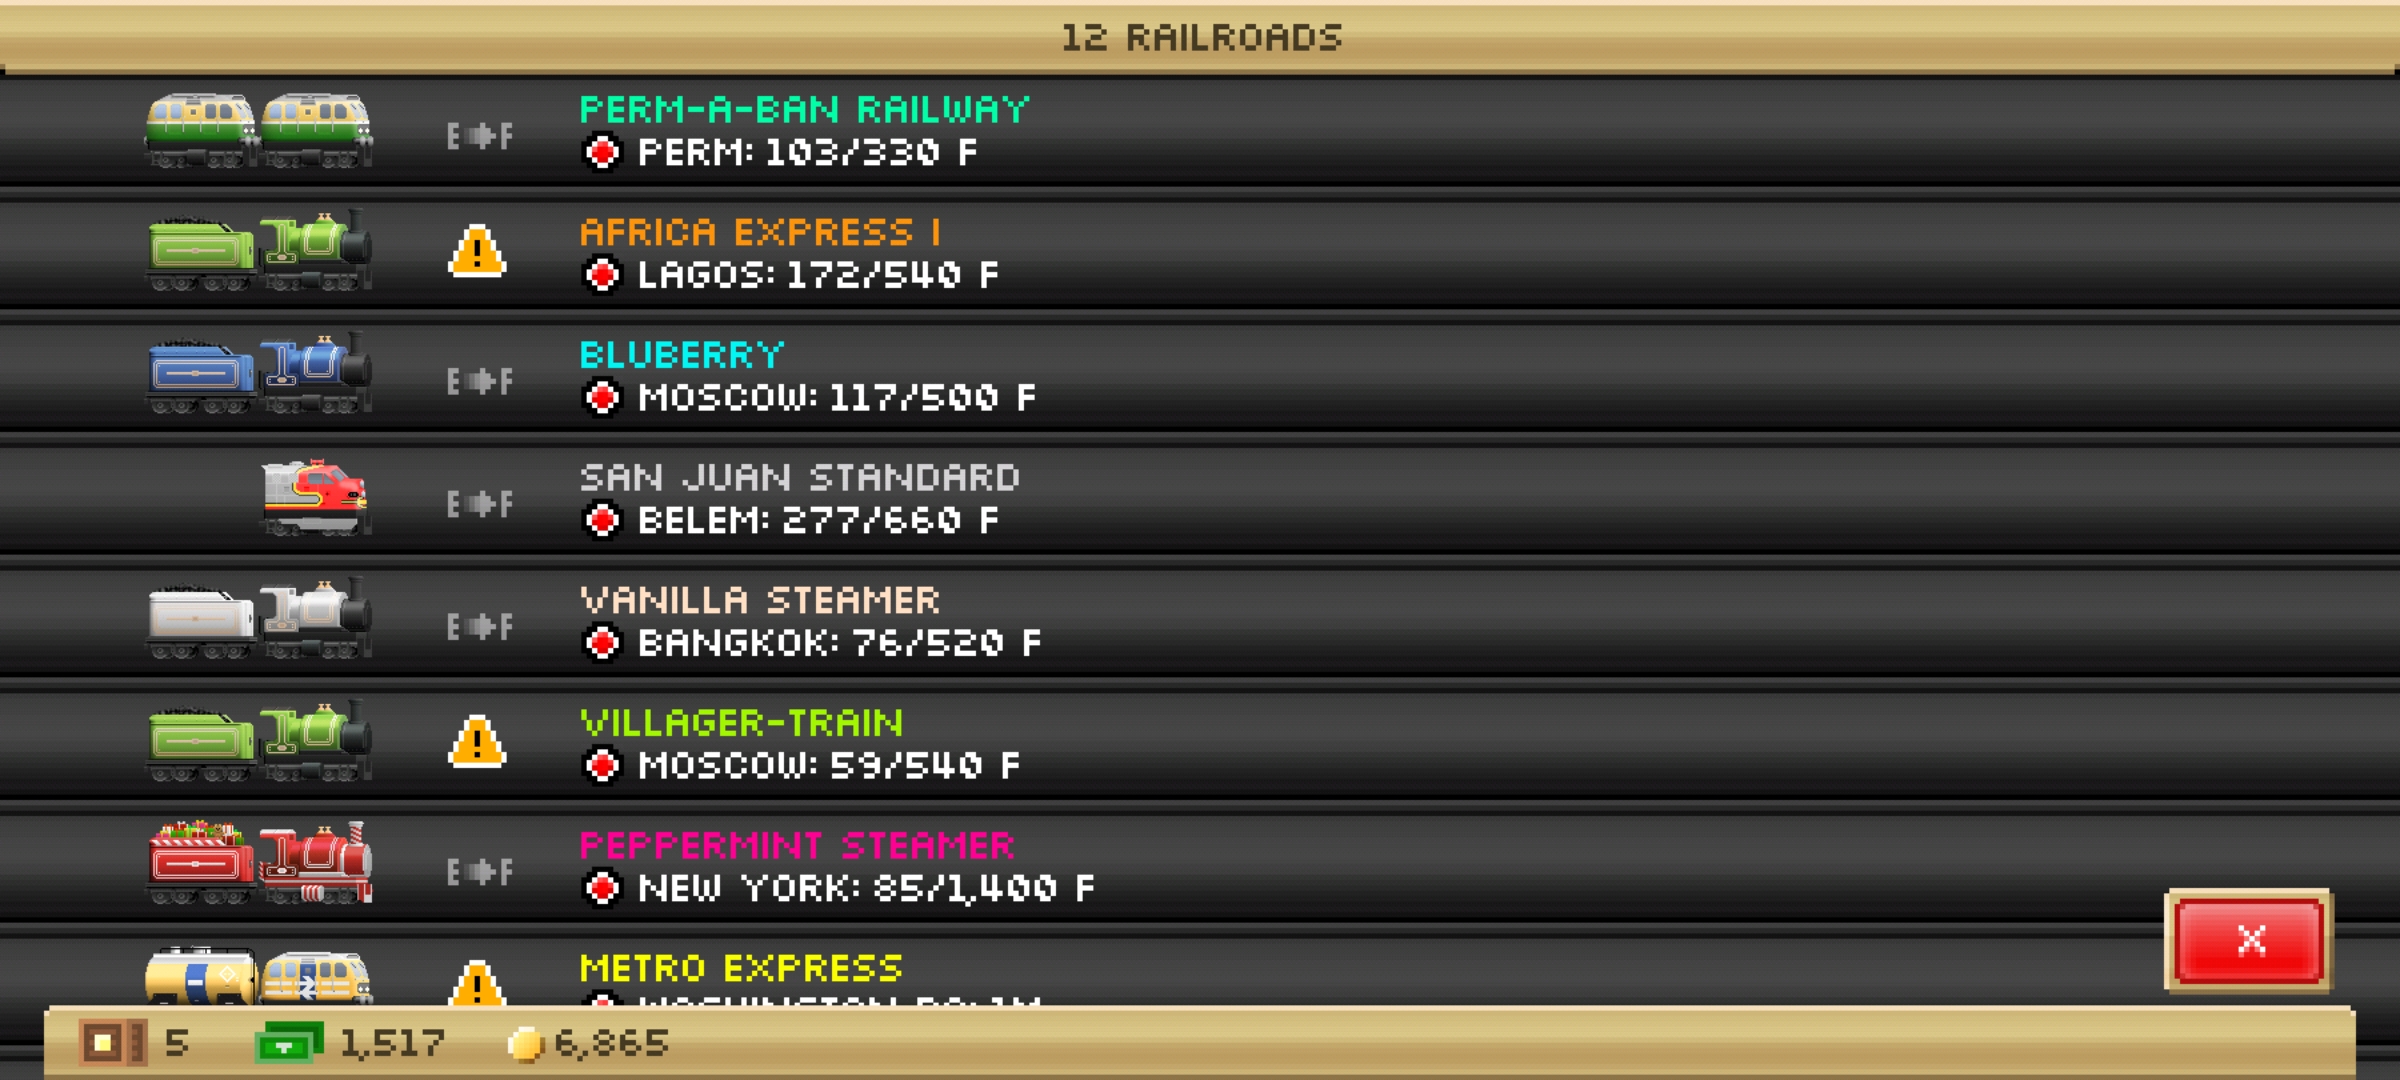 12 RAILROADS
E F
PERM-A-BAN RAILWAY
PERM: 103/330 F
AFRICA EXPRESS I
LAGOS: 172/540 F
E F
BLUBERRY
MOSCOW: 117/500 F
E F
SAN JUAN STANDARD
BELEM: 277/660 F
E F
VANILLA STEAMER
BANGKOK: 76/520 F
VILLAGER-TRAIN
MOSCOW: 59/540 F
E F
PEPPERMINT STEAMER
NEW YORK: 85/1,400 F
METRO EXPRESS
X
5 1,517 6,865